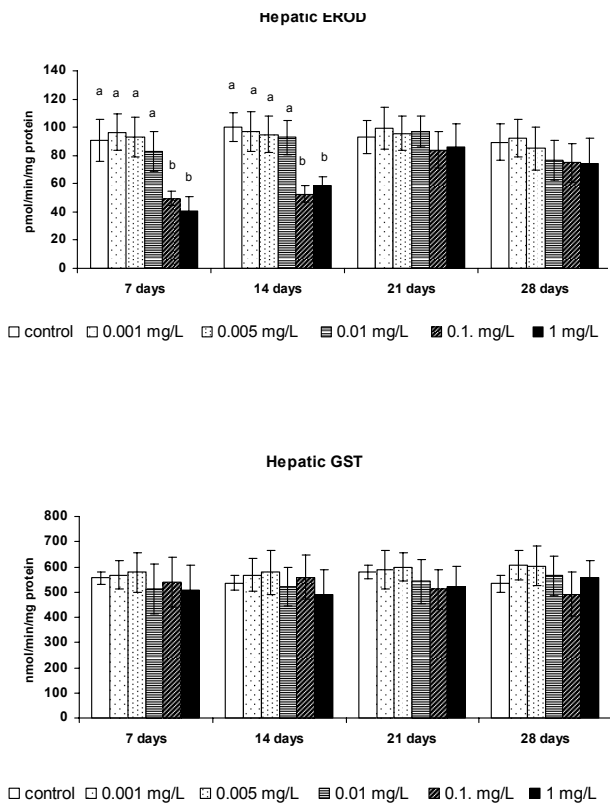 Hepatic EROD
140
120
100
80
60
40
20
0
pmol/min/mg protein
a a a a b b a a a a b b
7 days 14 days 21 days 28 days
control 0.001 mg/L 0.005 mg/L 0.01 mg/L 0.1. mg/L 1 mg/L
Hepatic GST
800
700
600
500
400
300
200
100
0
nmol/min/mg protein
7 days 14 days 21 days 28 days
control 0.001 mg/L 0.005 mg/L 0.01 mg/L 0.1. mg/L 1 mg/L